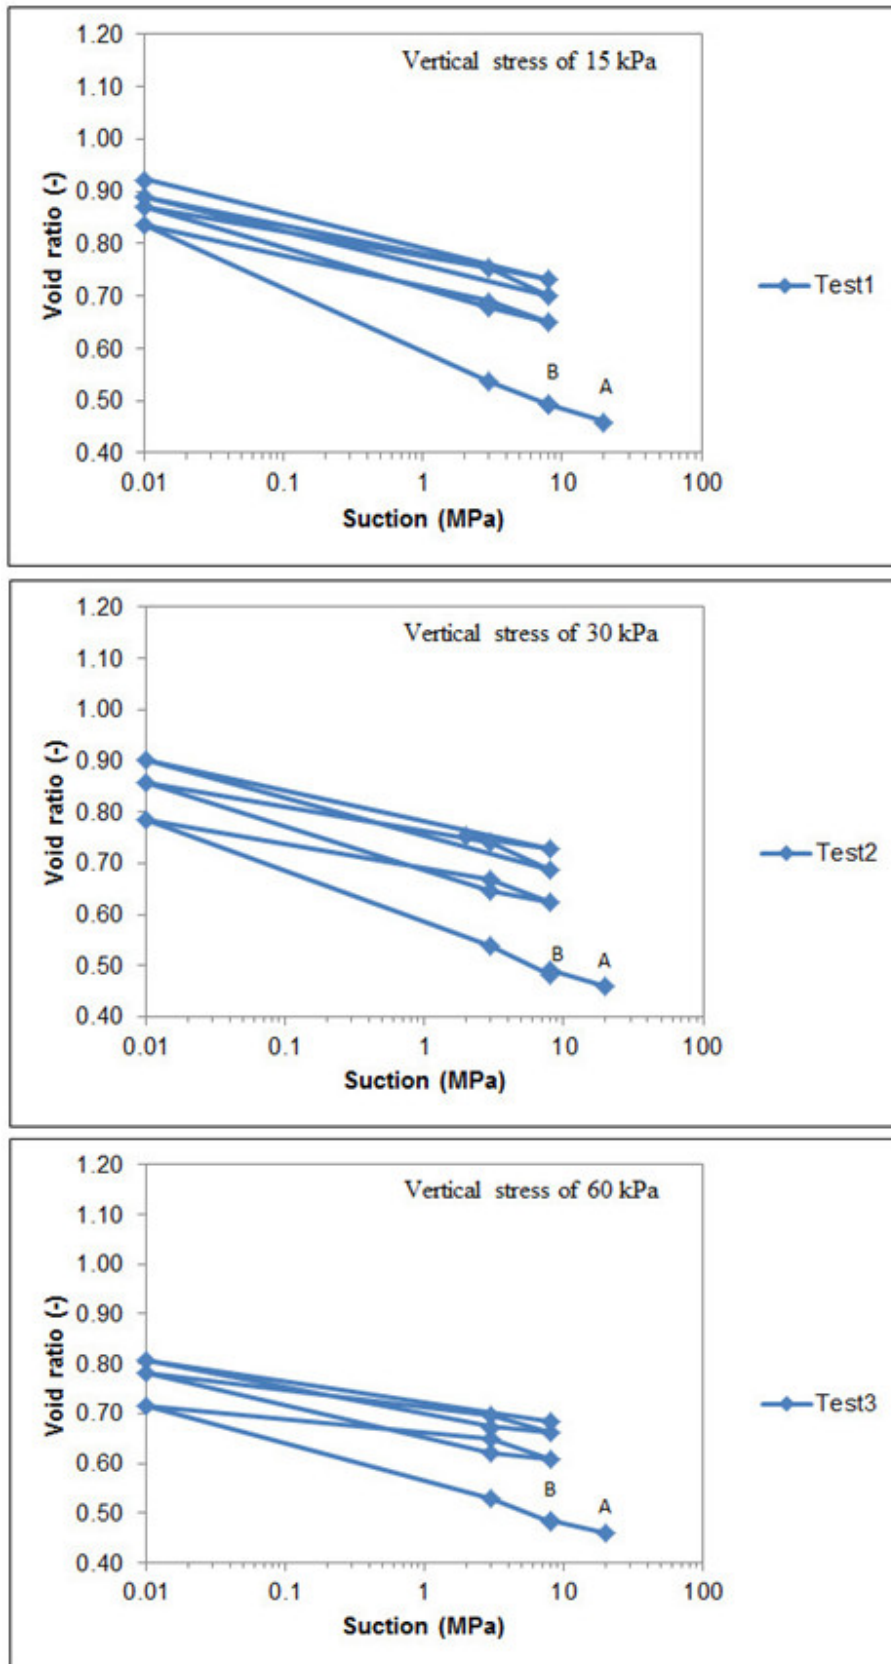 1.20
Vertical stress of 15 kPa
1.10
1.00
0.90
0.80
0.70
0.60
0.50
0.40
Void ratio (-)
B
A
Test1
0.01 0.1 1 10 100
Suction (MPa)
1.20
Vertical stress of 30 kPa
1.10
1.00
0.90
0.80
0.70
0.60
0.50
0.40
Void ratio (-)
B
A
Test2
0.01 0.1 1 10 100
Suction (MPa)
1.20
Vertical stress of 60 kPa
1.10
1.00
0.90
0.80
0.70
0.60
0.50
0.40
Void ratio (-)
B
A
Test3
0.01 0.1 1 10 100
Suction (MPa)